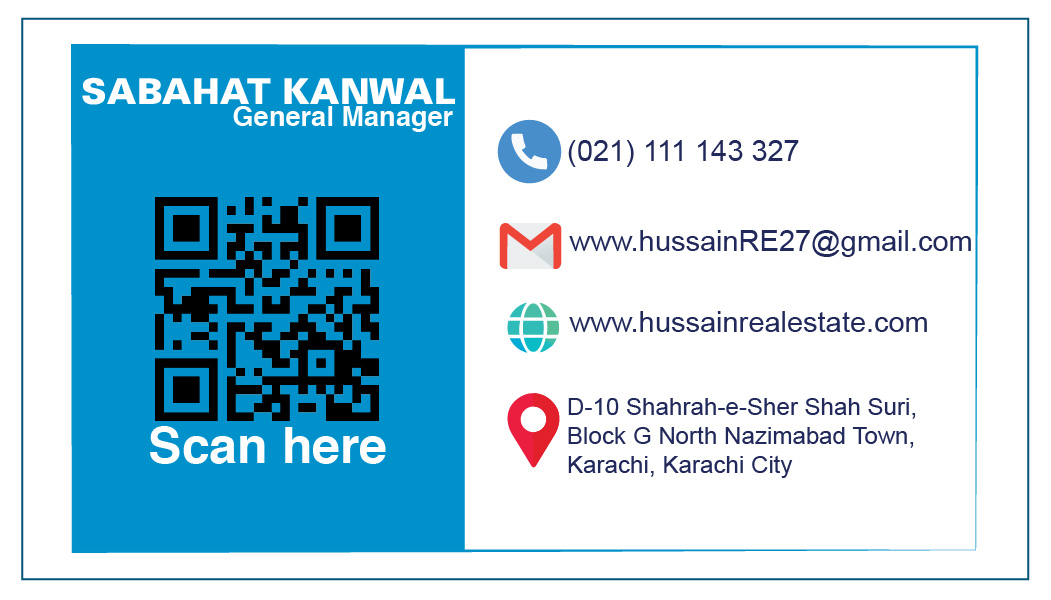 SABAHAT KANWAL
General Manager
Scan here
(021) 111 143 327
www.hussainRE27@gmail.com
www.hussainrealestate.com
D-10 Shahrah-e-Sher Shah Suri,
Block G North Nazimabad Town,
Karachi, Karachi City